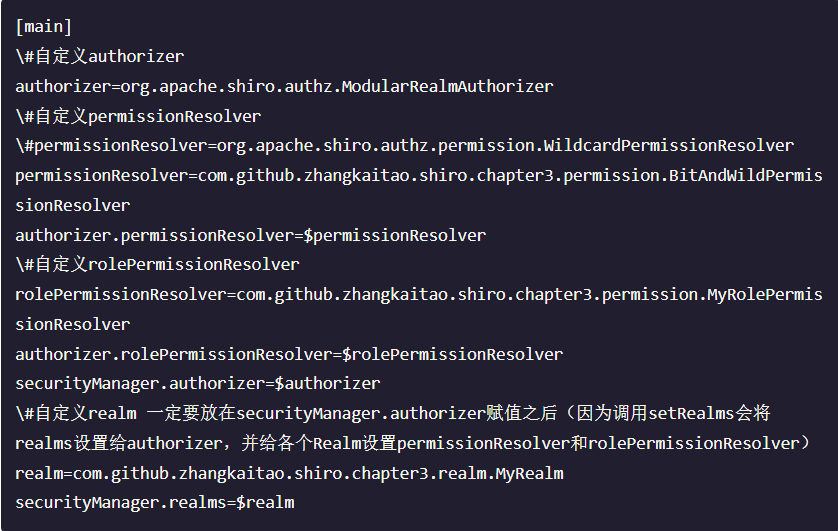 [main]
\#自定义authorizer
authorizer=org.apache.shiro.authz.ModularRealmAuthorizer
\#自定义permissionResolver
\#permissionResolver=org.apache.shiro.authz.permission.WildcardPermissionResolver
permissionResolver=com.github.zhangkaitao.shiro.chapter3.permission.BitAndWildPermis
sionResolver
authorizer.permissionResolver=$permissionResolver
\#自定义rolePermissionResolver
rolePermissionResolver=com.github.zhangkaitao.shiro.chapter3.permission.MyRolePermis
sionResolver
authorizer.rolePermissionResolver=$rolePermissionResolver
securityManager.authorizer=$authorizer
\#自定义realm 一定要放在securityManager.authorizer赋值之后（因为调用setRealms会将
realms设置给authorizer，并给各个Realm设置permissionResolver和rolePermissionResolver）
realm=com.github.zhangkaitao.shiro.chapter3.realm.MyRealm
securityManager.realms=$realm